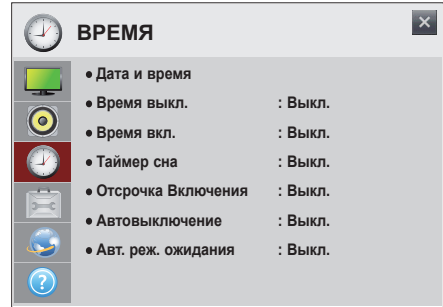 ВРЕМЯ
• Дата и время
• Время выкл. : Выкл.
• Время вкл. : Выкл.
• Таймер сна : Выкл.
• Отсрочка Включения : Выкл.
• Автовыключение : Выкл.
• Авт. реж. ожидания : Выкл.